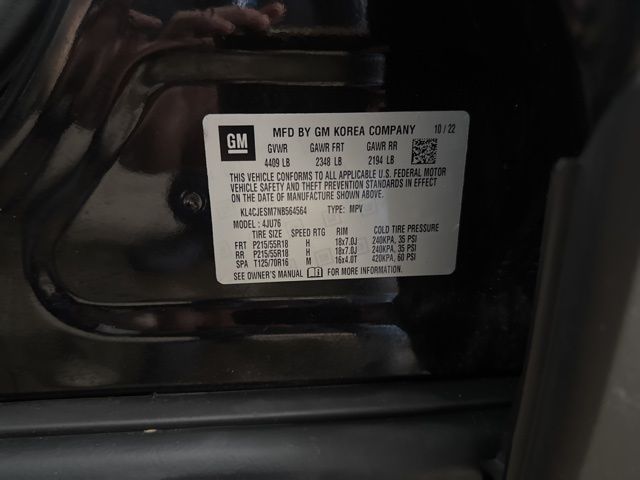 GM
MFD BY GM KOREA COMPANY 10/22
GVWR GAWR FRT GAWR RR
4409 LB 2348 LB 2194 LB
THIS VEHICLE CONFORMS TO ALL APPLICABLE U.S. FEDERAL MOTOR
VEHICLE SAFETY AND THEFT PREVENTION STANDARDS IN EFFECT
ON THE DATE OF MANUFACTURE SHOWN ABOVE.
KL4CJESM7NB564564 TYPE: MPV
MODEL: 4JU76
TIRE SIZE SPEED RTG RIM COLD TIRE PRESSURE
FRT P215/55R18 H 18x7.0J 240KPA, 35 PSI
RR P215/55R18 H 18x7.0J 240KPA, 35 PSI
SPA T125/70R16 M 16x4.0T 420KPA, 60 PSI
SEE OWNER'S MANUAL FOR MORE INFORMATION.